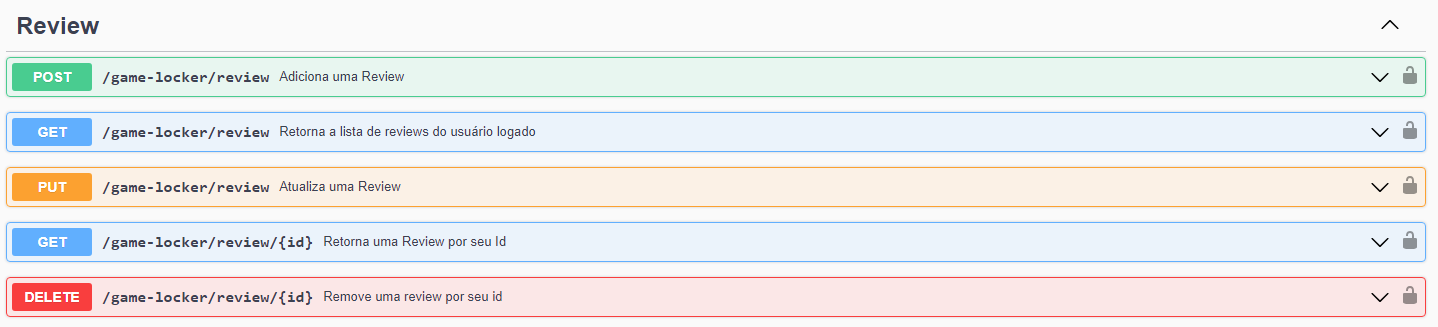 Review
POST /game-locker/review Adiciona uma Review
GET /game-locker/review Retorna a lista de reviews do usuário logado
PUT /game-locker/review Atualiza uma Review
GET /game-locker/review/{id} Retorna uma Review por seu Id
DELETE /game-locker/review/{id} Remove uma review por seu id